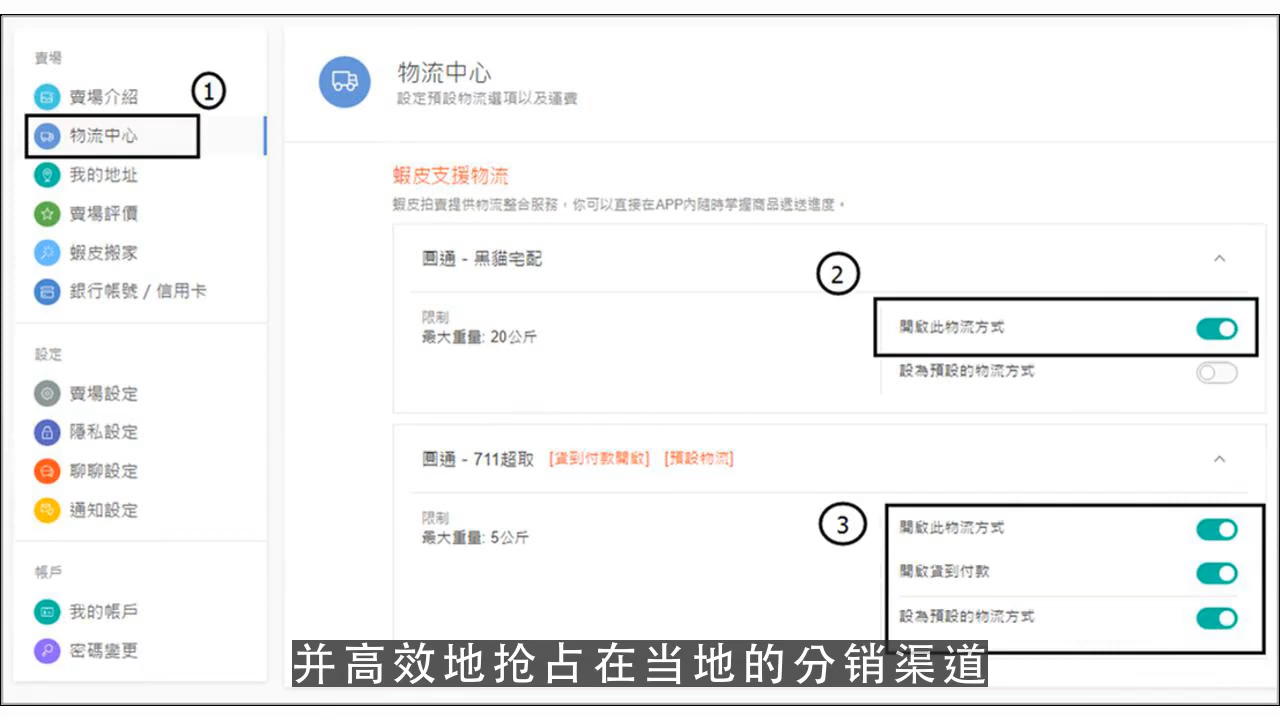 賣場
賣場介紹
1
物流中心
我的地址
賣場評價
蝦皮搬家
銀行帳號 / 信用卡
設定
賣場設定
隱私設定
聊聊設定
通知設定
帳戶
我的帳戶
密碼變更
物流中心
設定預設物流選項以及運費
蝦皮支援物流
蝦皮拍賣提供物流整合服務，你可以直接在APP內隨時掌握商品遞送進度。
圓通 - 黑貓宅配
2
限制
最大重量: 20公斤
開啟此物流方式
設為預設的物流方式
圓通 - 711超取 [貨到付款開啟] [預設物流]
限制
最大重量: 5公斤
3
開啟此物流方式
開啟貨到付款
設為預設的物流方式
并高效地抢占在当地的分销渠道